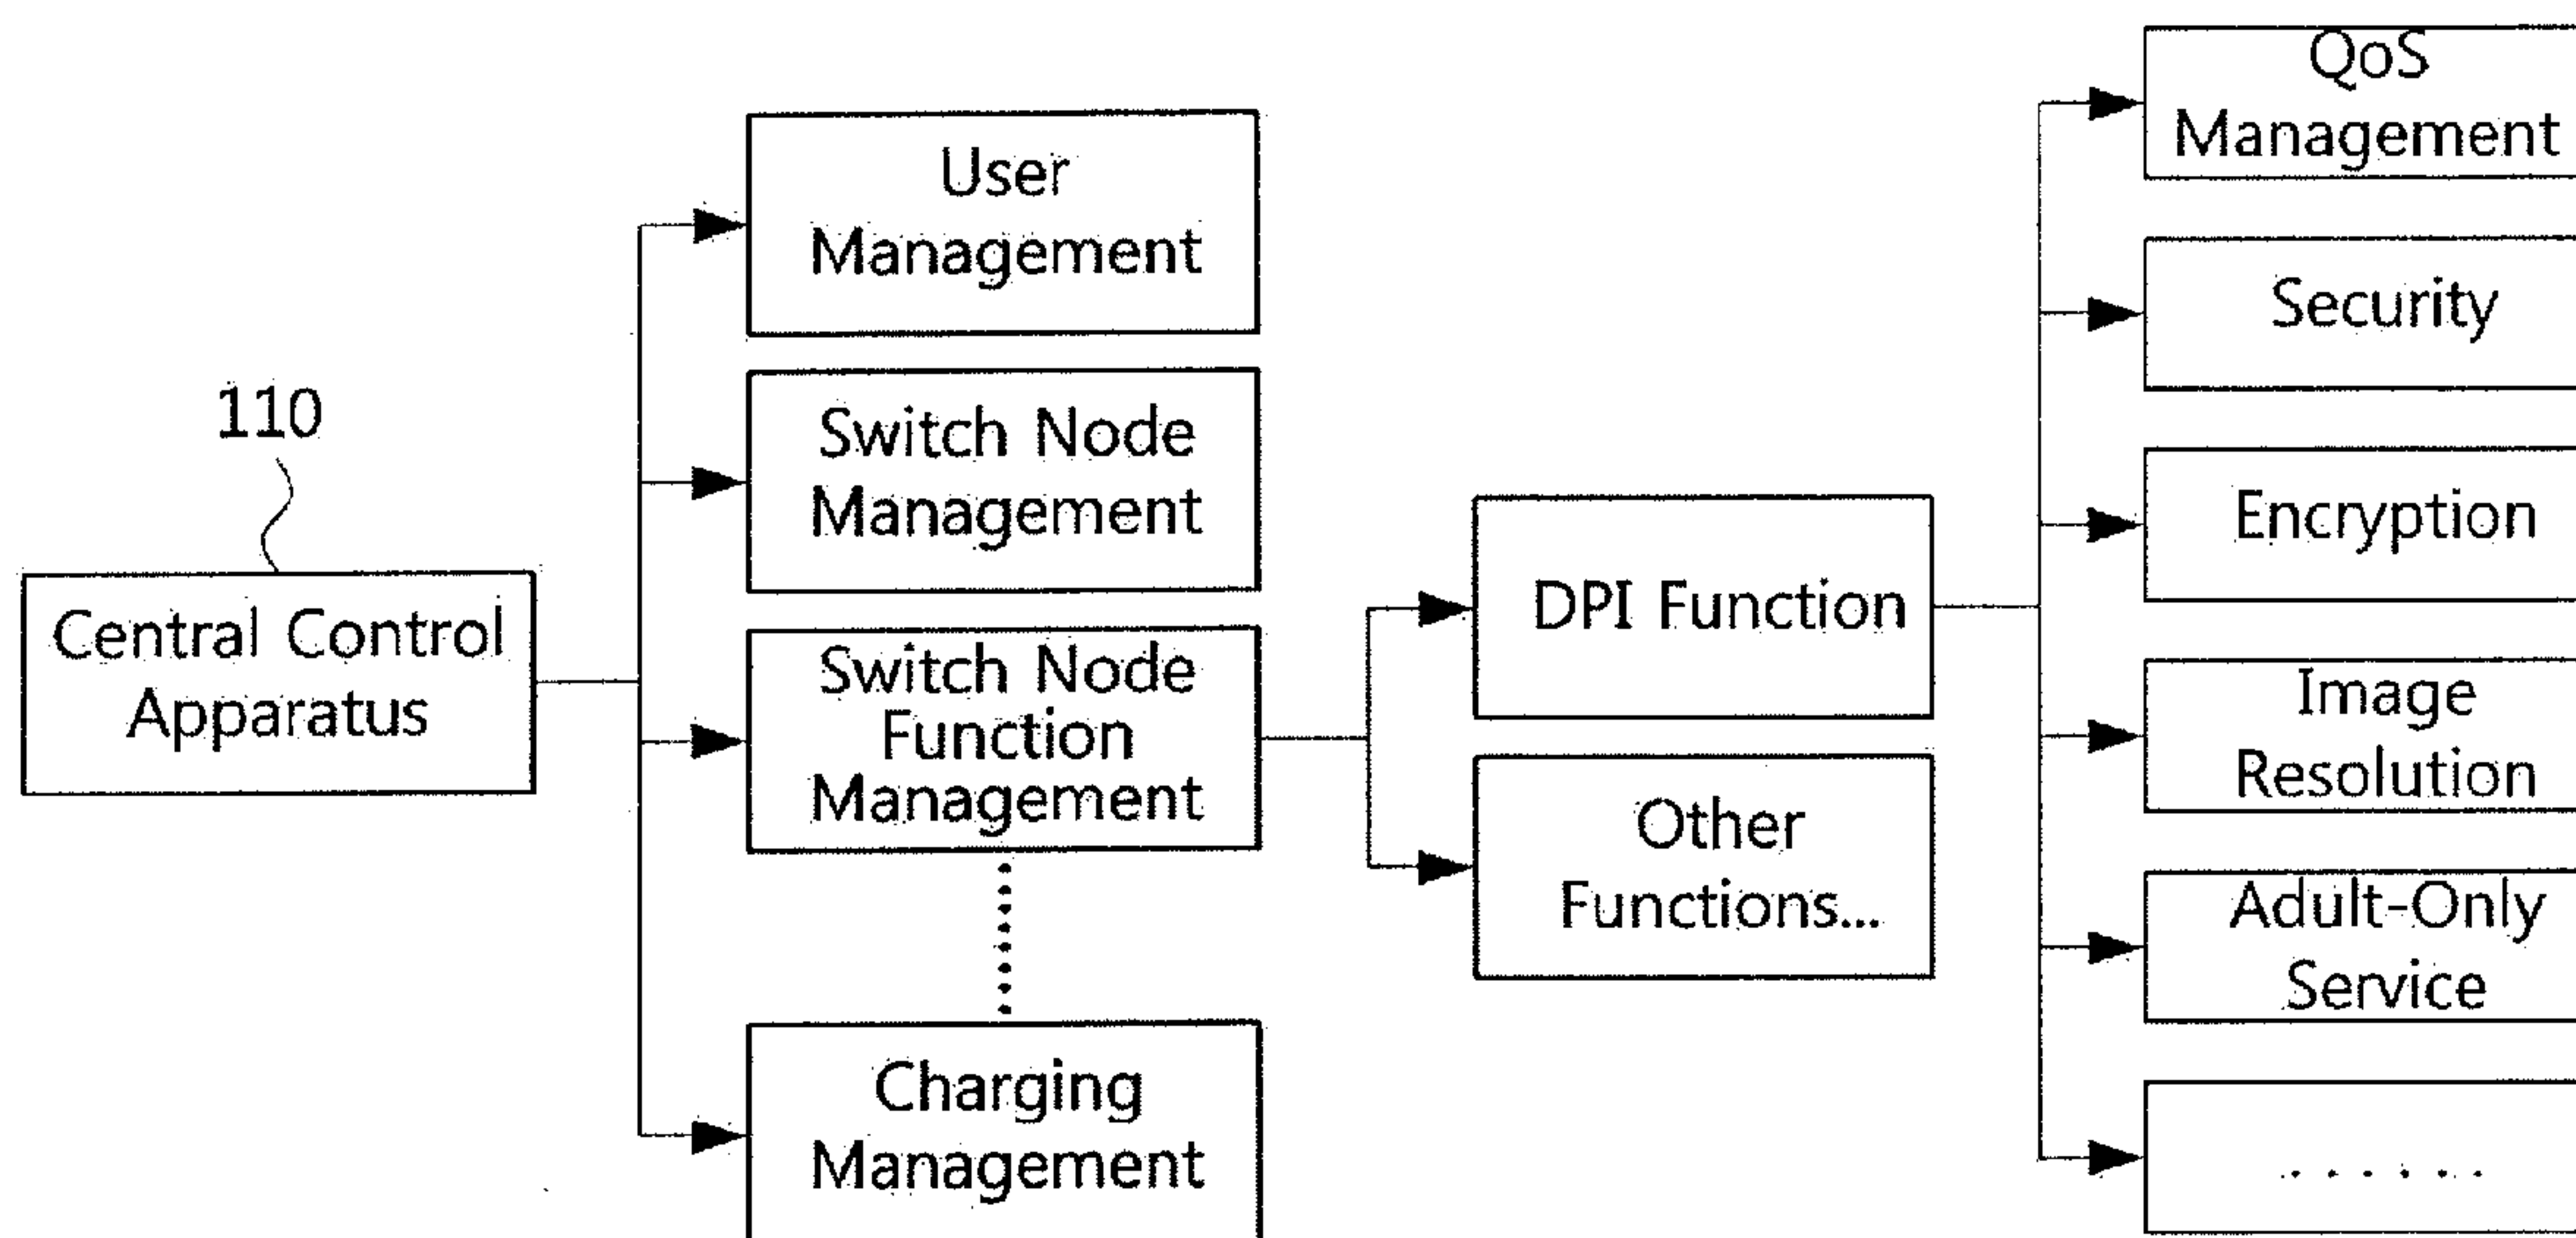 110
Central Control
Apparatus
User
Management
Switch Node
Management
Switch Node
Function
Management
Charging
Management
DPI Function
Other
Functions...
QoS
Management
Security
Encryption
Image
Resolution
Adult-Only
Service
......